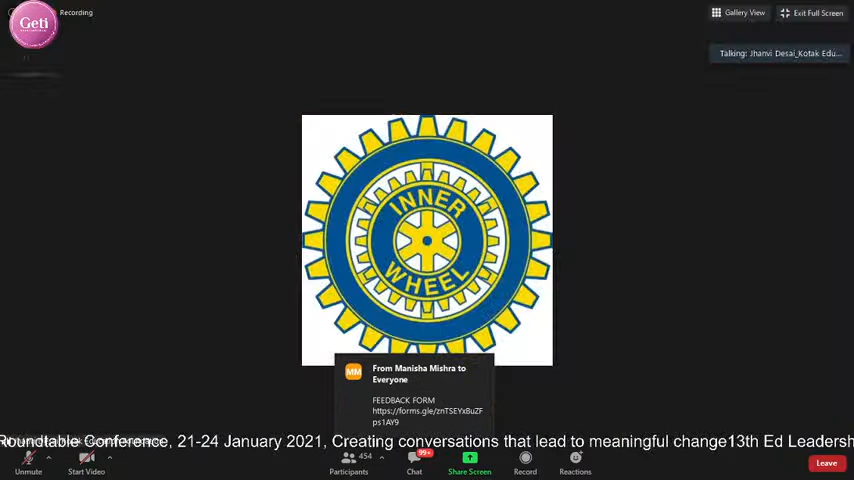 Geti
Recording
Gallery View
Exit Full Screen
Talking: Jhanvi Desai_Kotak Edu...
INNER
WHEEL
MM
From Manisha Mishra to
Everyone
FEEDBACK FORM
https://forms.gle/znTSEYxBuZF
ps1AY9
Roundtable Conference, 21-24 January 2021, Creating conversations that lead to meaningful change13th Ed Leadersh
Unmute
Start Video
454
Participants
99+
Chat
Share Screen
Record
Reactions
Leave